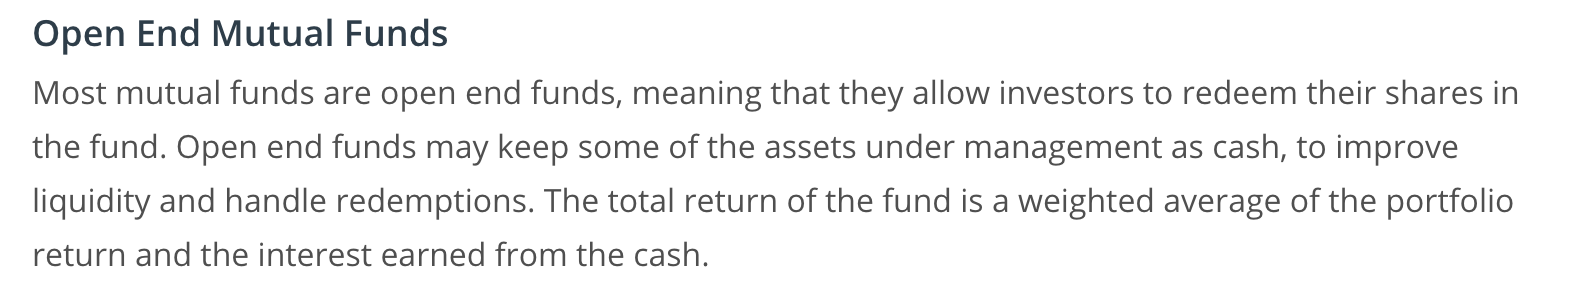 Open End Mutual Funds
Most mutual funds are open end funds, meaning that they allow investors to redeem their shares in
the fund. Open end funds may keep some of the assets under management as cash, to improve
liquidity and handle redemptions. The total return of the fund is a weighted average of the portfolio
return and the interest earned from the cash.